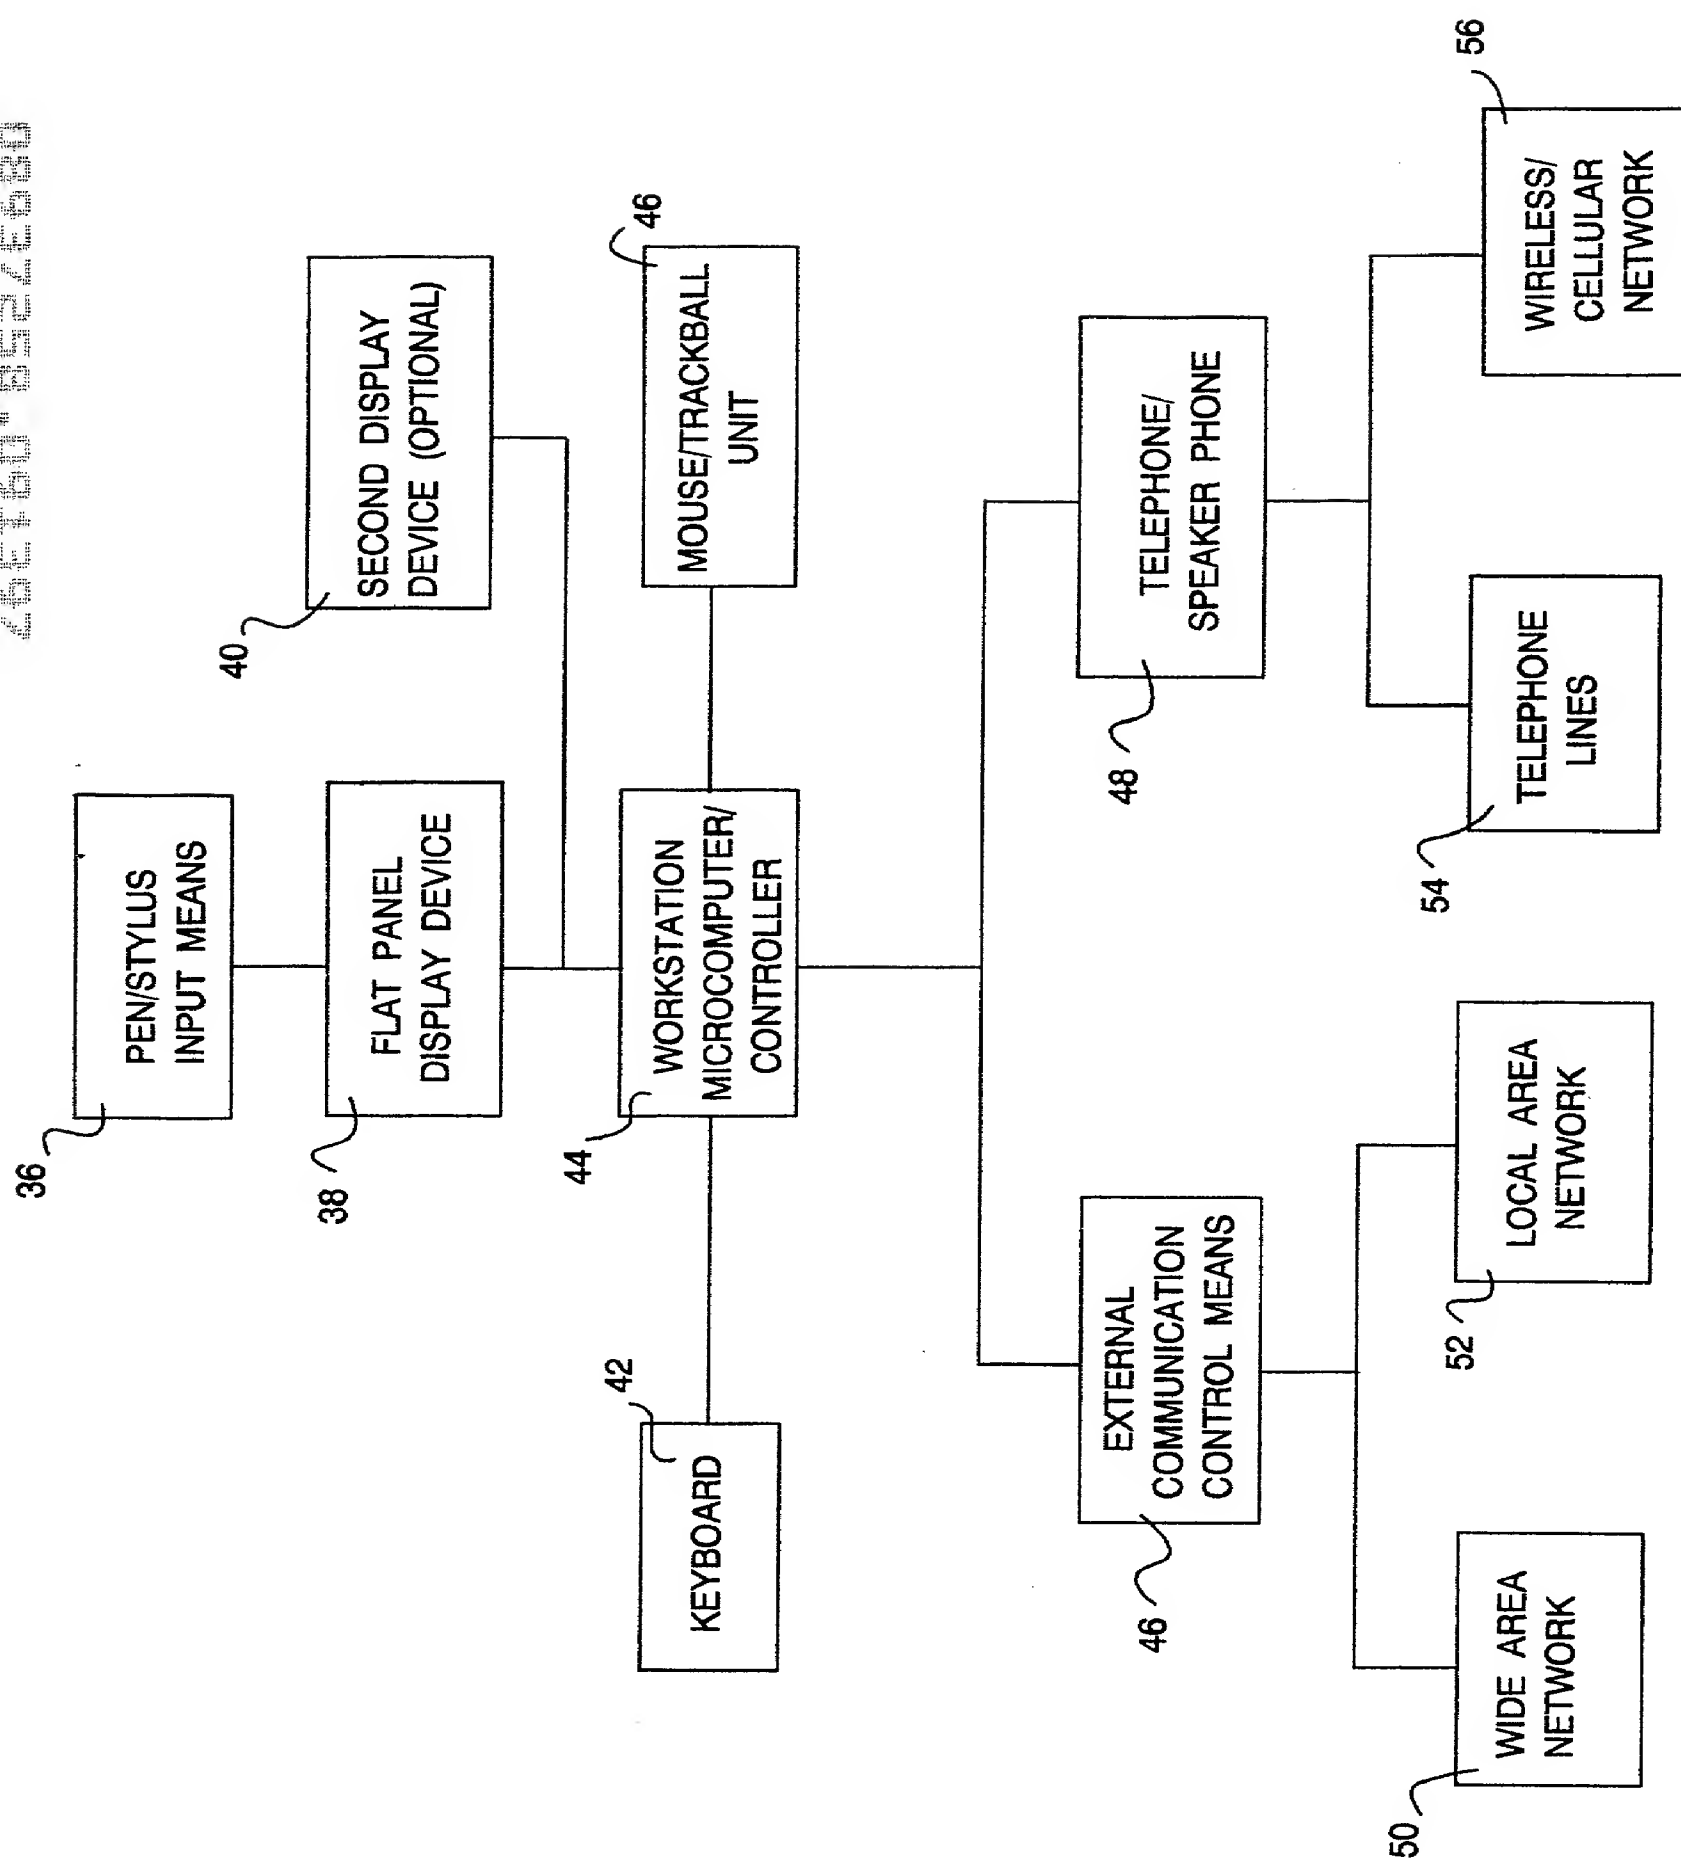 36
PEN/STYLUS
INPUT MEANS
38
FLAT PANEL
DISPLAY DEVICE
40
SECOND DISPLAY
DEVICE (OPTIONAL)
42
KEYBOARD
44
WORKSTATION
MICROCOMPUTER/
CONTROLLER
46
MOUSE/TRACKBALL
UNIT
46
EXTERNAL
COMMUNICATION
CONTROL MEANS
48
TELEPHONE/
SPEAKER PHONE
50
WIDE AREA
NETWORK
52
LOCAL AREA
NETWORK
54
TELEPHONE
LINES
56
WIRELESS/
CELLULAR
NETWORK